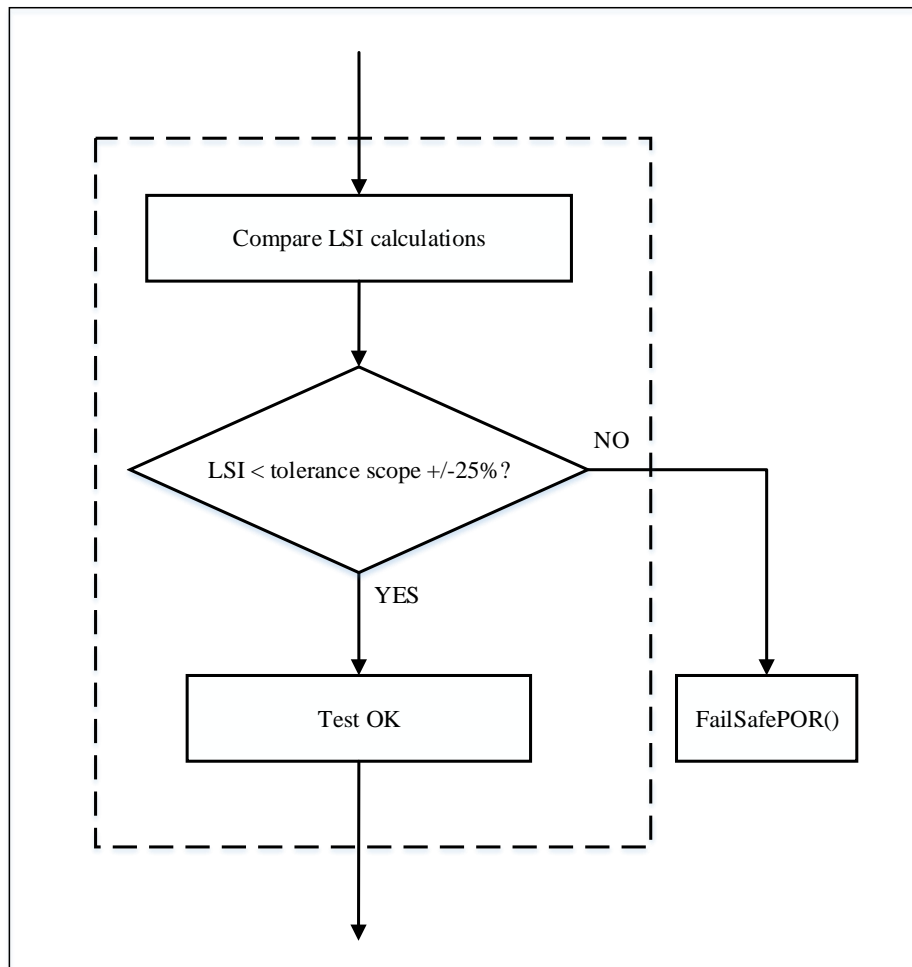 Compare LSI calculations
LSI < tolerance scope +/-25%?
NO
YES
Test OK
FailSafePOR()